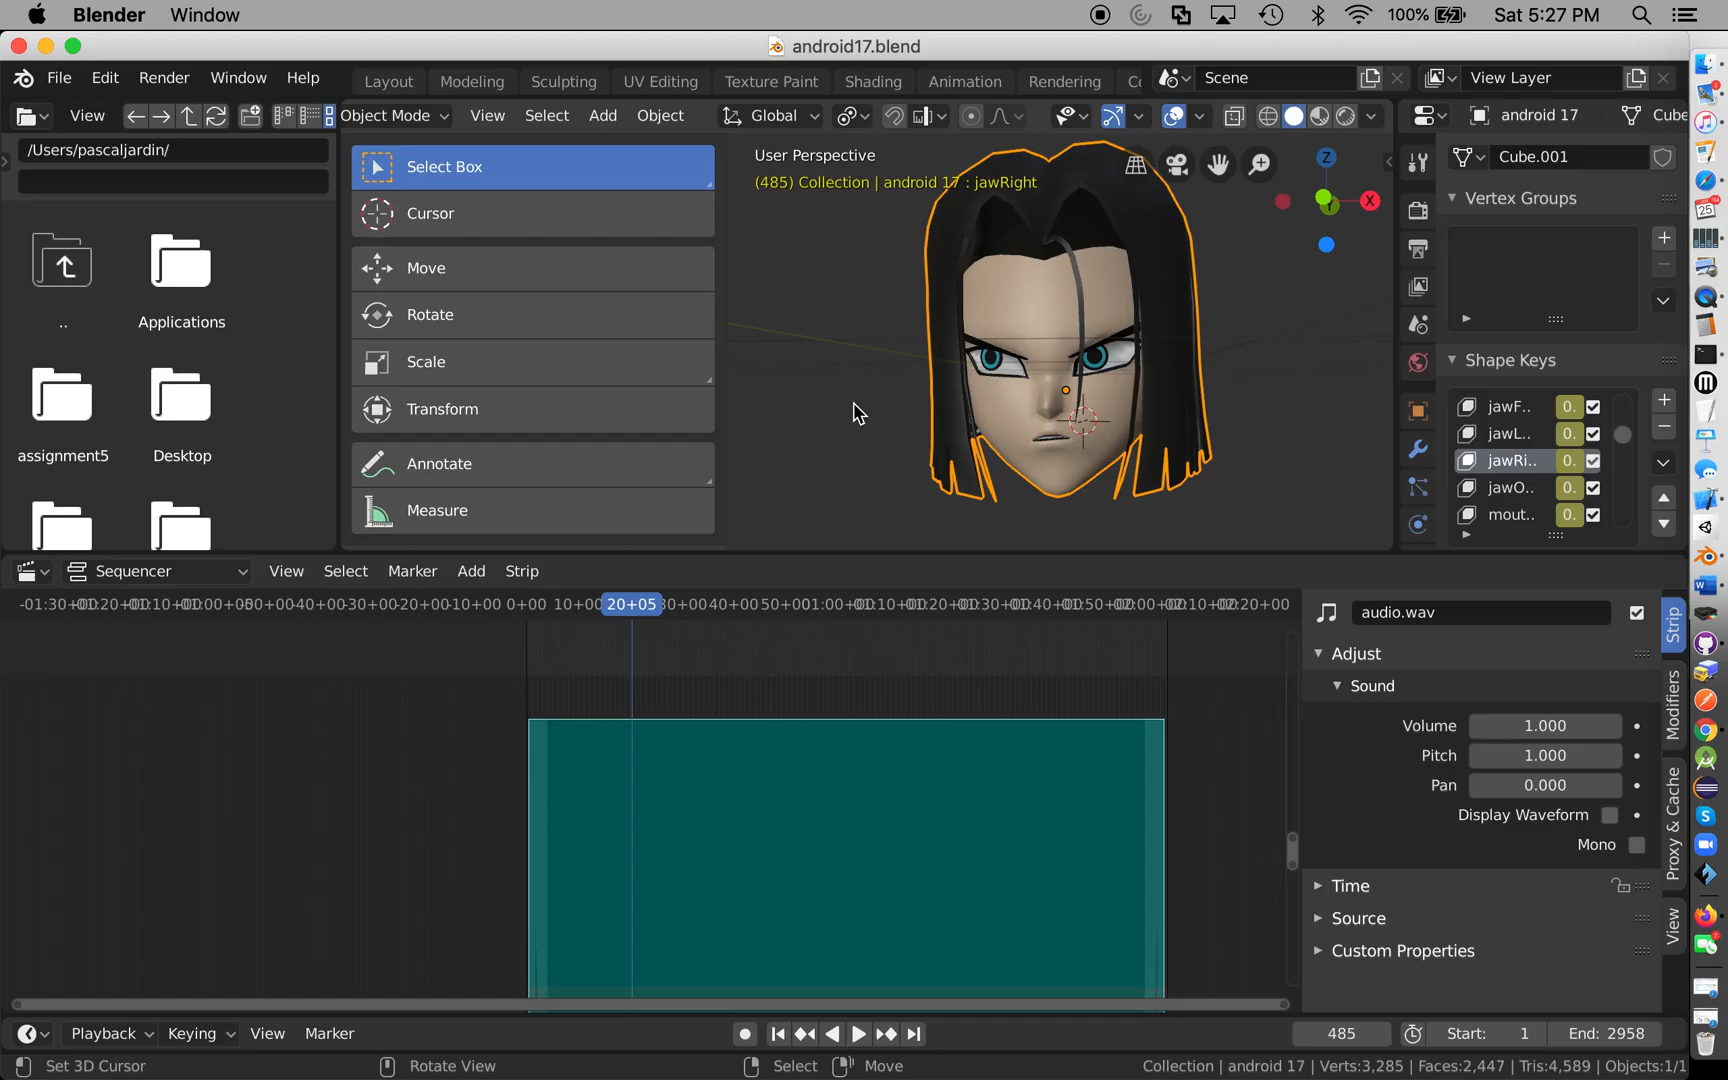 Blender Window 100% Sat 5:27 PM
android17.blend
File Edit Render Window Help Layout Modeling Sculpting UV Editing Texture Paint Shading Animation Rendering Scene View Layer
View Object Mode View Select Add Object Global android 17 Cube
/Users/pascaljardin/
Select Box
User Perspective
Cube.001
(485) Collection | android 17 : jawRight
Vertex Groups
Cursor
Move
Rotate
..
Applications
Scale
Shape Keys
Transform
jawF.. 0.
jawL.. 0.
assignment5
Desktop
Annotate
jawRi.. 0.
jawO.. 0.
Measure
mout.. 0.
Sequencer View Select Marker Add Strip
20+05
audio.wav
Strip
Adjust
Sound
Modifiers
Volume 1.000
Pitch 1.000
Pan 0.000
Display Waveform
Proxy & Cache
Mono
Time
Source
View
Custom Properties
Playback Keying View Marker 485 Start: 1 End: 2958
Set 3D Cursor Rotate View Select Move Collection | android 17 | Verts:3,285 | Faces:2,447 | Tris:4,589 | Objects:1/1